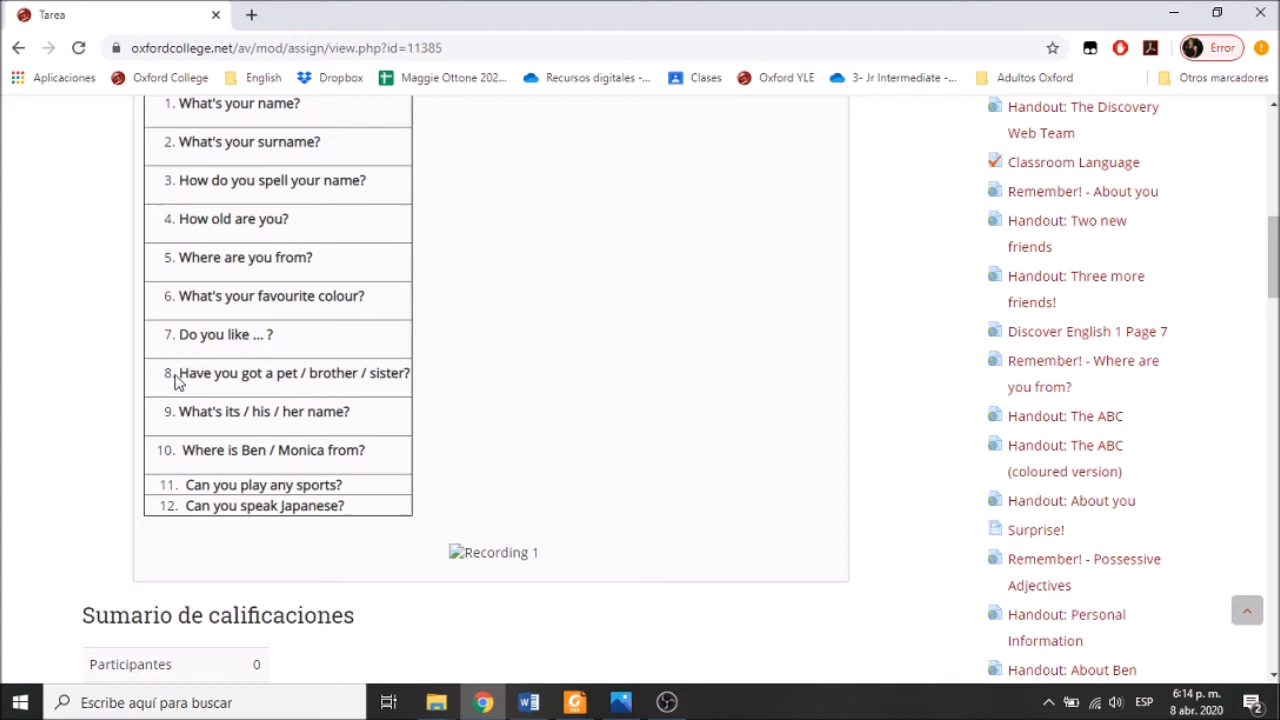 Tarea
oxfordcollege.net/av/mod/assign/view.php?id=11385
Error
Aplicaciones
Oxford College
English
Dropbox
Maggie Ottone 202...
Recursos digitales -...
Clases
Oxford YLE
3- Jr Intermediate -...
Adultos Oxford
Otros marcadores
1. What's your name?
2. What's your surname?
3. How do you spell your name?
4. How old are you?
5. Where are you from?
6. What's your favourite colour?
7. Do you like ... ?
8. Have you got a pet / brother / sister?
9. What's its / his / her name?
10. Where is Ben / Monica from?
11. Can you play any sports?
12. Can you speak Japanese?
Recording 1
Sumario de calificaciones
Participantes 0
Handout: The Discovery
Web Team
Classroom Language
Remember! - About you
Handout: Two new
friends
Handout: Three more
friends!
Discover English 1 Page 7
Remember! - Where are
you from?
Handout: The ABC
Handout: The ABC
(coloured version)
Handout: About you
Surprise!
Remember! - Possessive
Adjectives
Handout: Personal
Information
Handout: About Ben
Escribe aquí para buscar
ESP
6:14 p. m.
8 abr. 2020
2